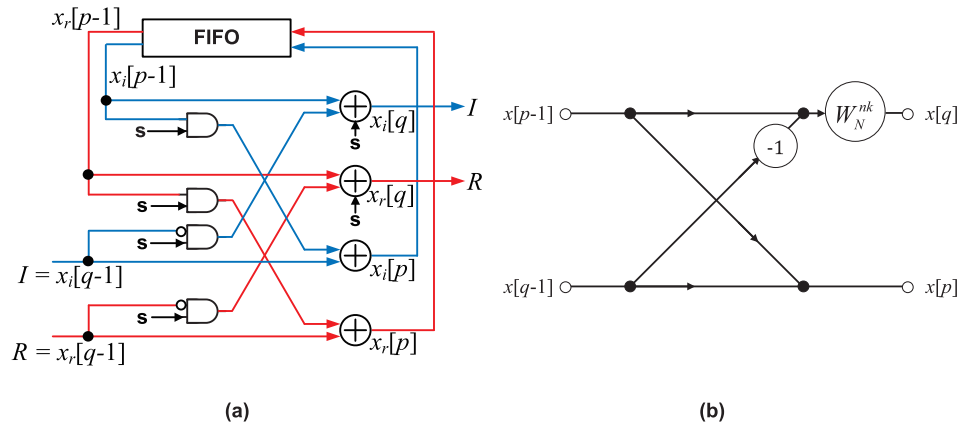 x_r[p-1]
FIFO
x_i[p-1]
I
s
x_i[q]
s
R
s
x_r[q]
s
s
I = x_i[q-1]
x_i[p]
s
x_r[p]
R = x_r[q-1]
(a)
x[p-1]
W_N^{nk}
x[q]
-1
x[q-1]
x[p]
(b)